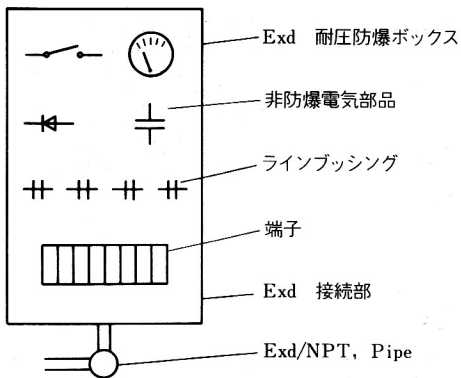 Exd 耐圧防爆ボックス
非防爆電気部品
ラインブッシング
端子
Exd 接続部
Exd/NPT, Pipe